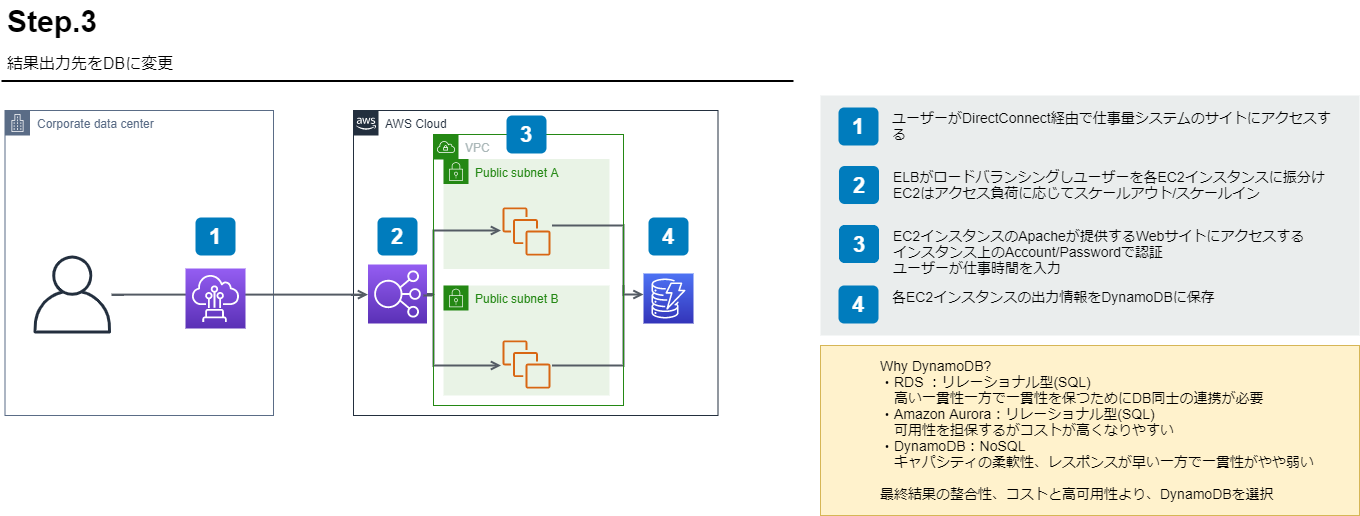 Step.3
結果出力先をDBに変更
Corporate data center
aws
AWS Cloud
3
VPC
Public subnet A
1
2
4
Public subnet B
1
ユーザーがDirectConnect経由で仕事量システムのサイトにアクセスす
る
2
ELBがロードバランシングしユーザーを各EC2インスタンスに振分け
EC2はアクセス負荷に応じてスケールアウト/スケールイン
3
EC2インスタンスのApacheが提供するWebサイトにアクセスする
インスタンス上のAccount/Passwordで認証
ユーザーが仕事時間を入力
4
各EC2インスタンスの出力情報をDynamoDBに保存
Why DynamoDB?
・RDS ：リレーショナル型(SQL)
高い一貫性一方で一貫性を保つためにDB同士の連携が必要
・Amazon Aurora：リレーショナル型(SQL)
可用性を担保するがコストが高くなりやすい
・DynamoDB：NoSQL
キャパシティの柔軟性、レスポンスが早い一方で一貫性がやや弱い
最終結果の整合性、コストと高可用性より、DynamoDBを選択